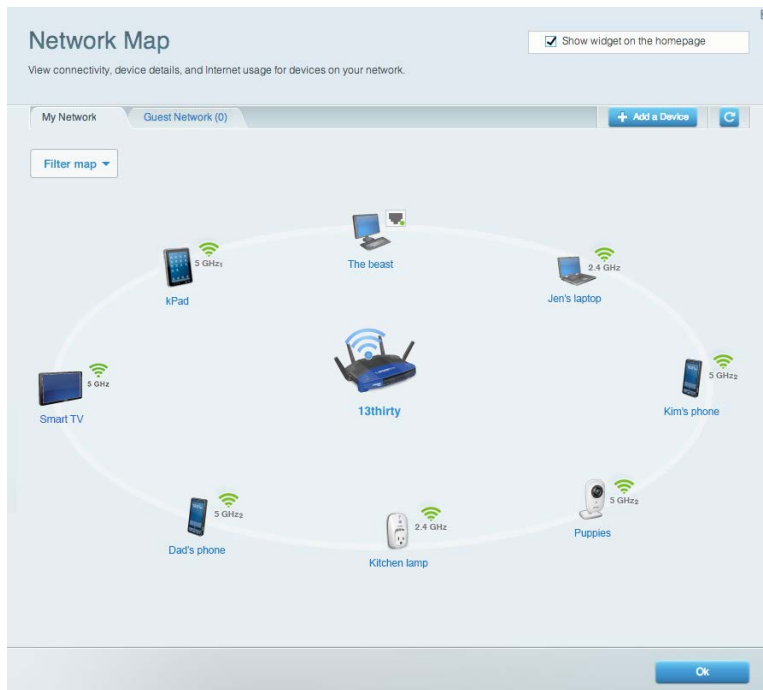 Network Map
Show widget on the homepage
View connectivity, device details, and Internet usage for devices on your network.
My Network
Guest Network (0)
Add a Device
Filter map
The beast
5 GHz1
kPad
2.4 GHz
Jen's laptop
5 GHz
Smart TV
13thirty
5 GHz2
Kim's phone
5 GHz2
Dad's phone
2.4 GHz
Kitchen lamp
5 GHz2
Puppies
Ok